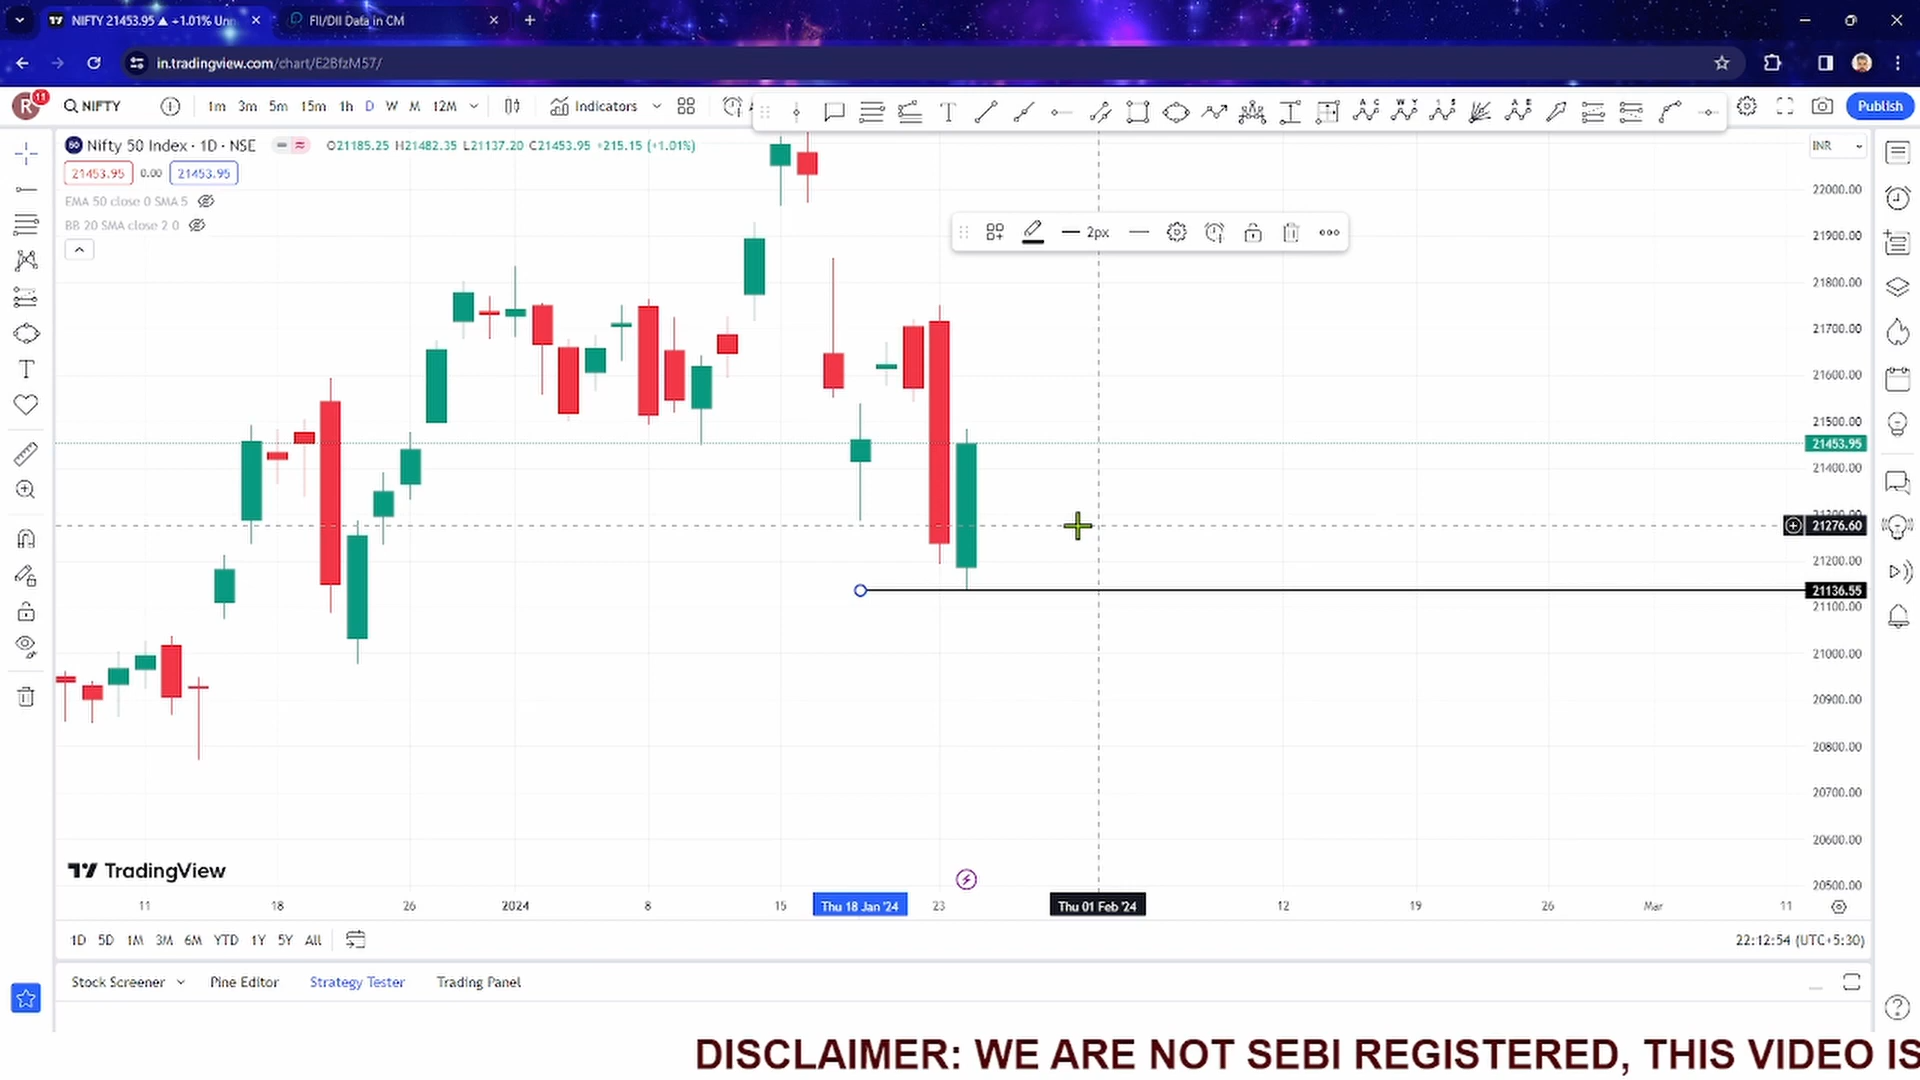 NIFTY 21453.95 ▲ +1.01% Unn
FII/DII Data in CM
in.tradingview.com/chart/E2BfzM57/
R 11 NIFTY 1m 3m 5m 15m 1h D W M 12M Indicators Publish
Nifty 50 Index · 1D · NSE O21185.25 H21482.35 L21137.20 C21453.95 +215.15 (+1.01%) INR
21453.95 0.00 21453.95
EMA 50 close 0 SMA 5
BB 20 SMA close 2 0
2px
22000.00
21900.00
21800.00
21700.00
21600.00
21500.00
21453.95
21400.00
21300.00
21276.60
21200.00
21136.55
21100.00
21000.00
20900.00
20800.00
20700.00
20600.00
20500.00
TradingView
11 18 26 2024 8 15 Thu 18 Jan '24 23 Thu 01 Feb '24 12 19 26 Mar 11
1D 5D 1M 3M 6M YTD 1Y 5Y All 22:12:54 (UTC+5:30)
Stock Screener Pine Editor Strategy Tester Trading Panel
DISCLAIMER: WE ARE NOT SEBI REGISTERED, THIS VIDEO IS